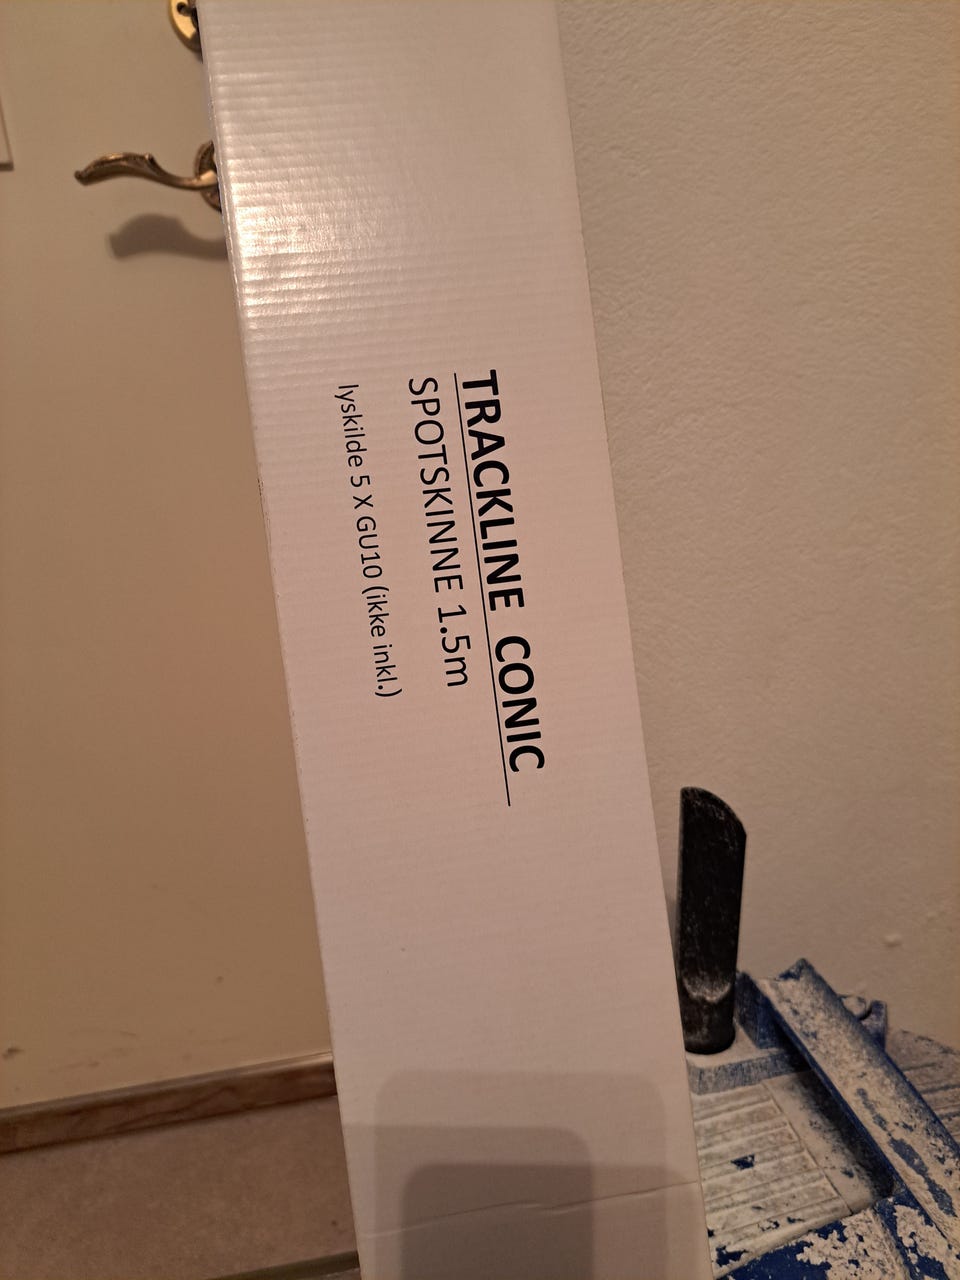 TRACKLINE CONIC
SPOTSKINNE 1.5m
lyskilde 5 X GU10 (ikke inkl.)